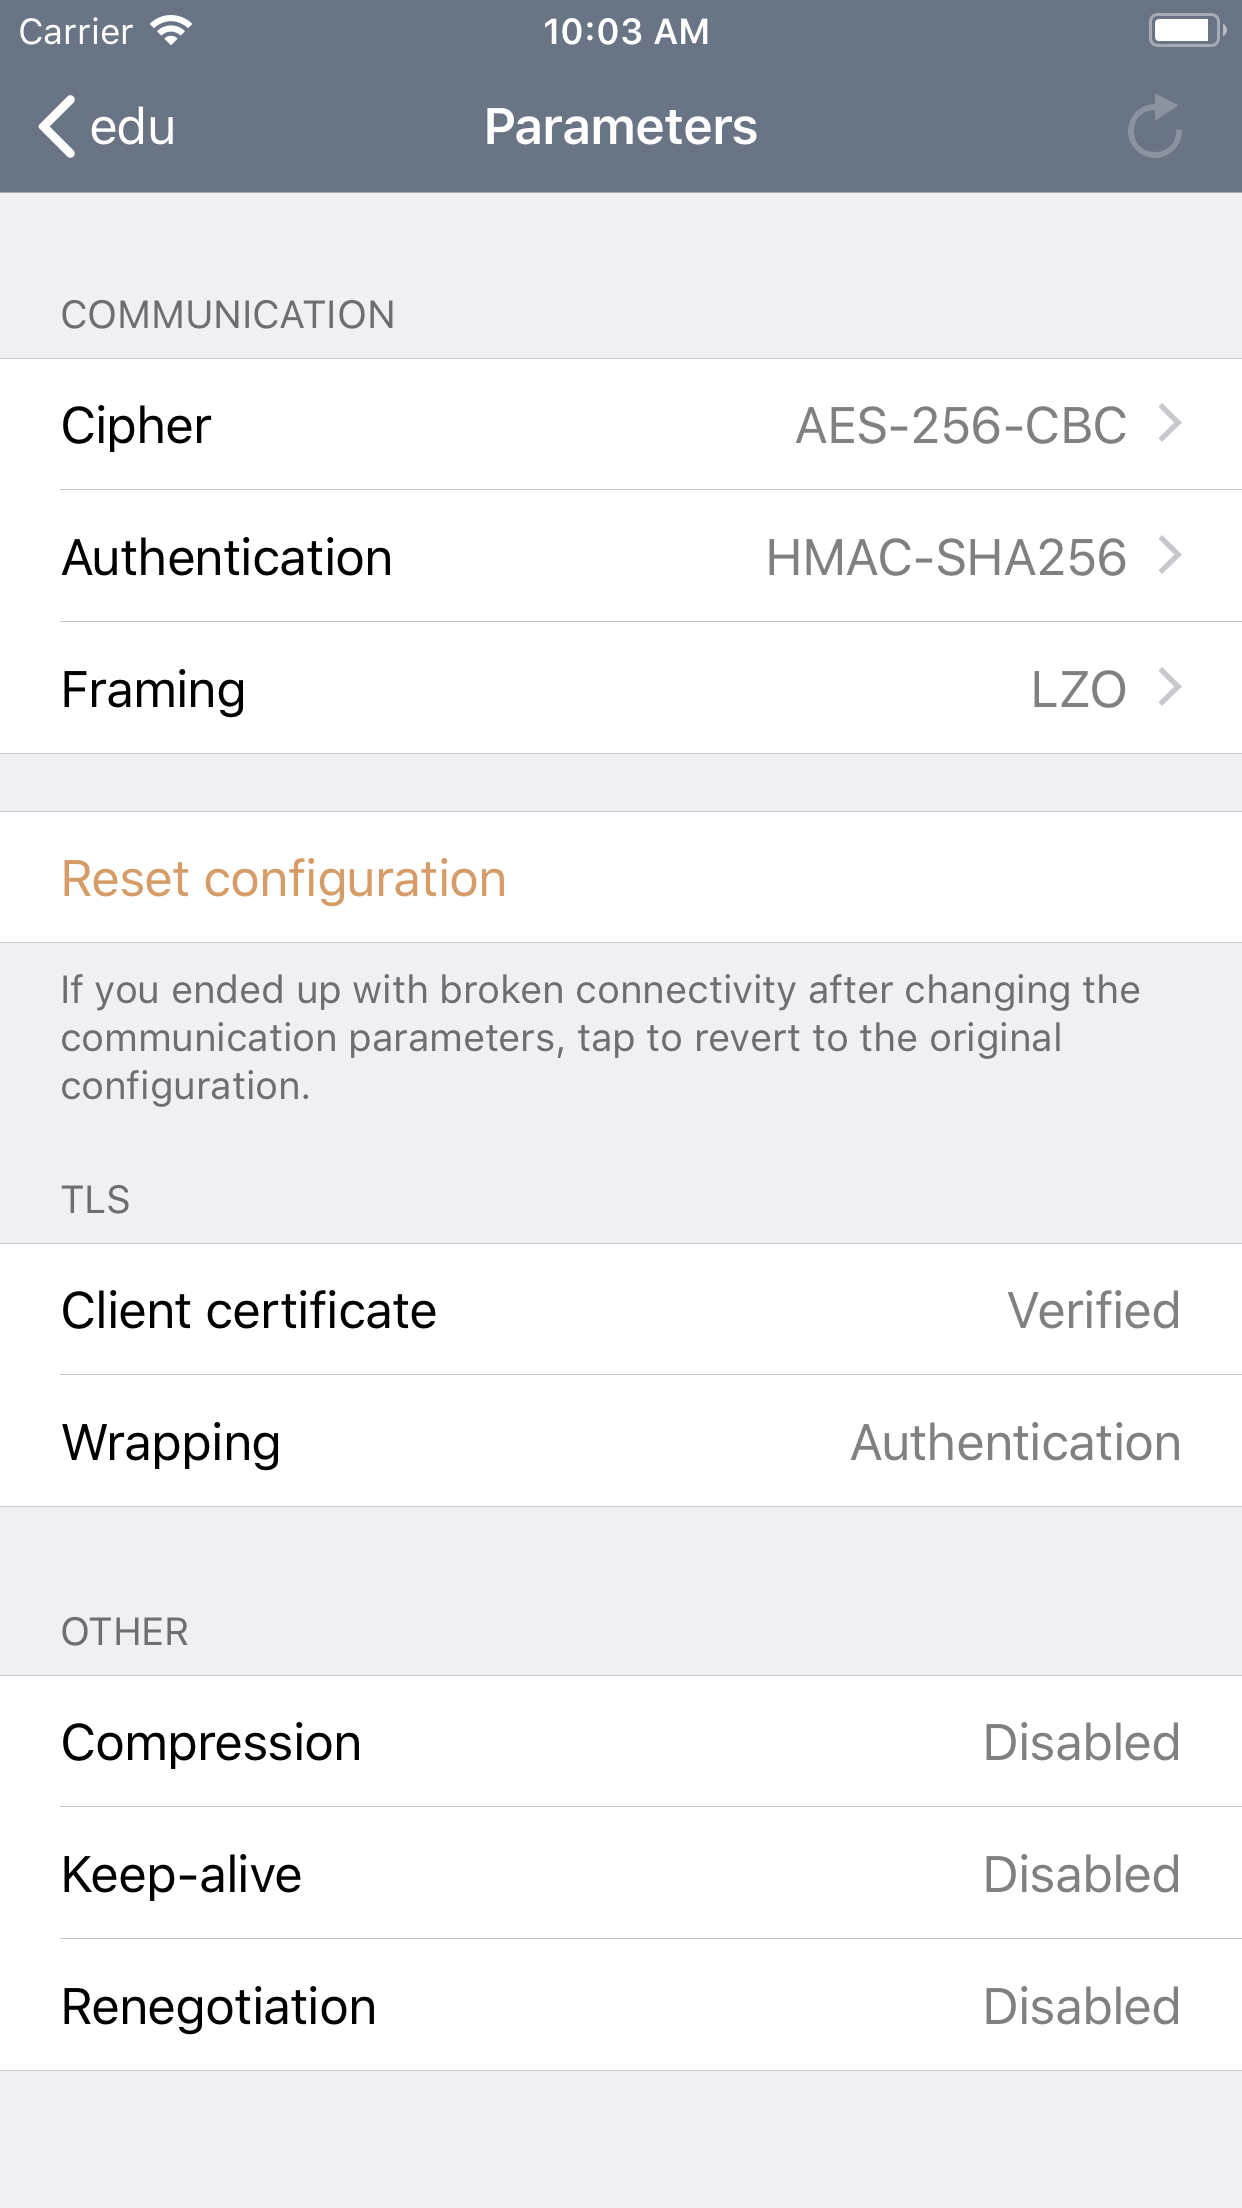 Carrier 10:03 AM
edu Parameters
COMMUNICATION
Cipher AES-256-CBC
Authentication HMAC-SHA256
Framing LZO
Reset configuration
If you ended up with broken connectivity after changing the
communication parameters, tap to revert to the original
configuration.
TLS
Client certificate Verified
Wrapping Authentication
OTHER
Compression Disabled
Keep-alive Disabled
Renegotiation Disabled